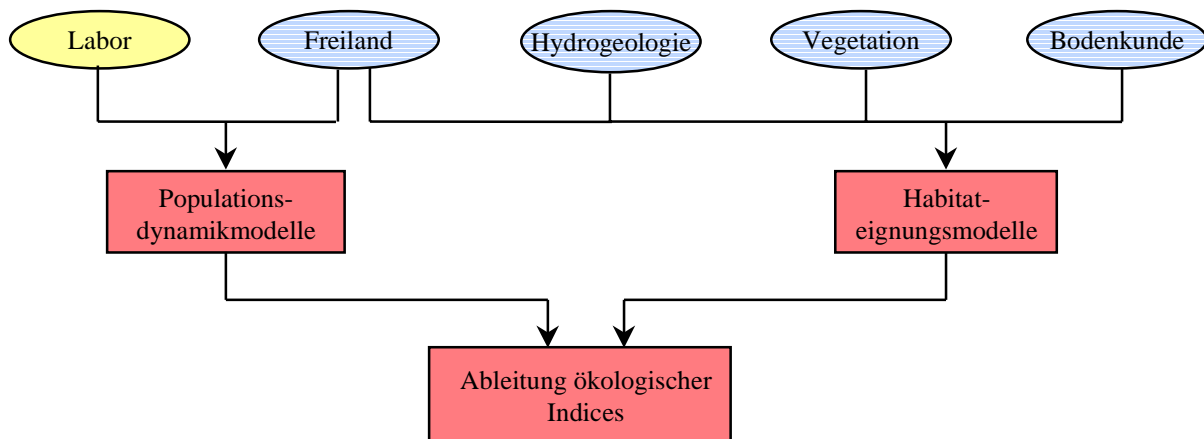 Labor
Freiland
Hydrogeologie
Vegetation
Bodenkunde
Populations-
dynamikmodelle
Habitat-
eignungsmodelle
Ableitung ökologischer
Indices